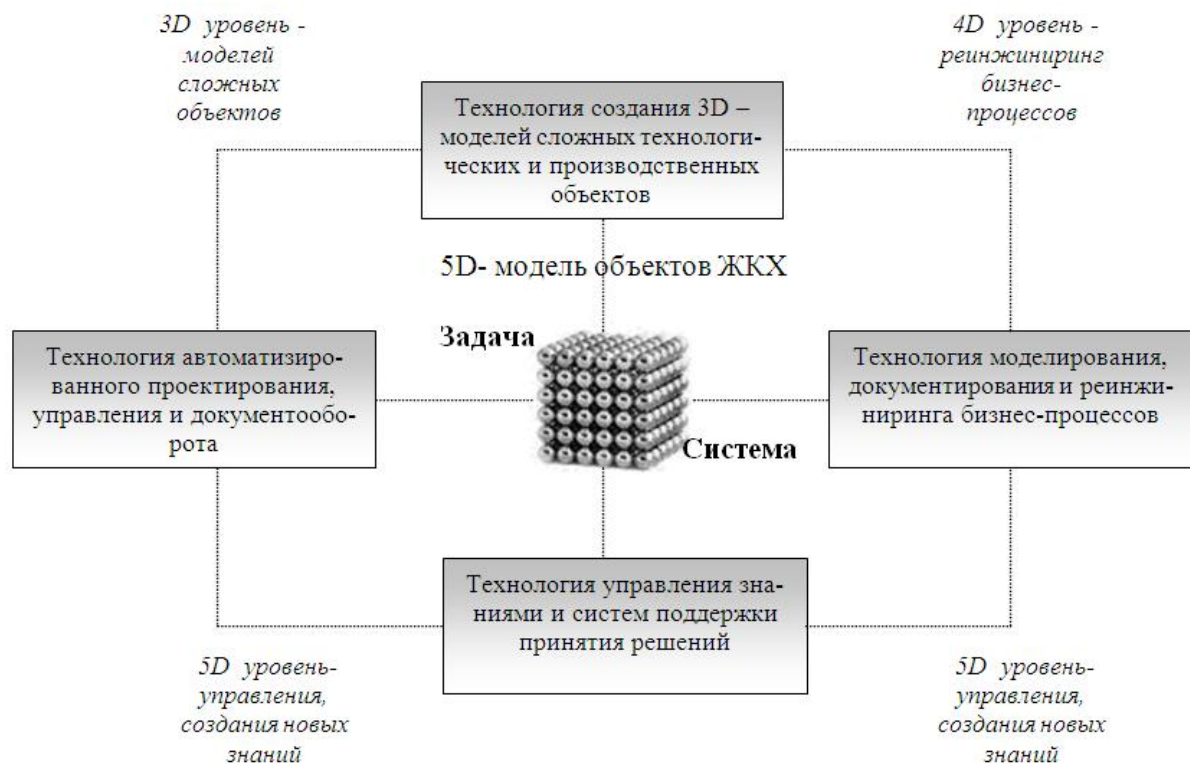 3D уровень -
моделей
сложных
объектов
4D уровень -
реинжиниринг
бизнес-
процессов
Технология создания 3D –
моделей сложных технологи-
ческих и производственных
объектов
5D- модель объектов ЖКХ
Задача
Технология автоматизиро-
ванного проектирования,
управления и документообо-
рота
Технология моделирования,
документирования и реинжи-
ниринга бизнес-процессов
Система
Технология управления зна-
ниями и систем поддержки
принятия решений
5D уровень-
управления,
создания новых
знаний
5D уровень-
управления,
создания новых
знаний